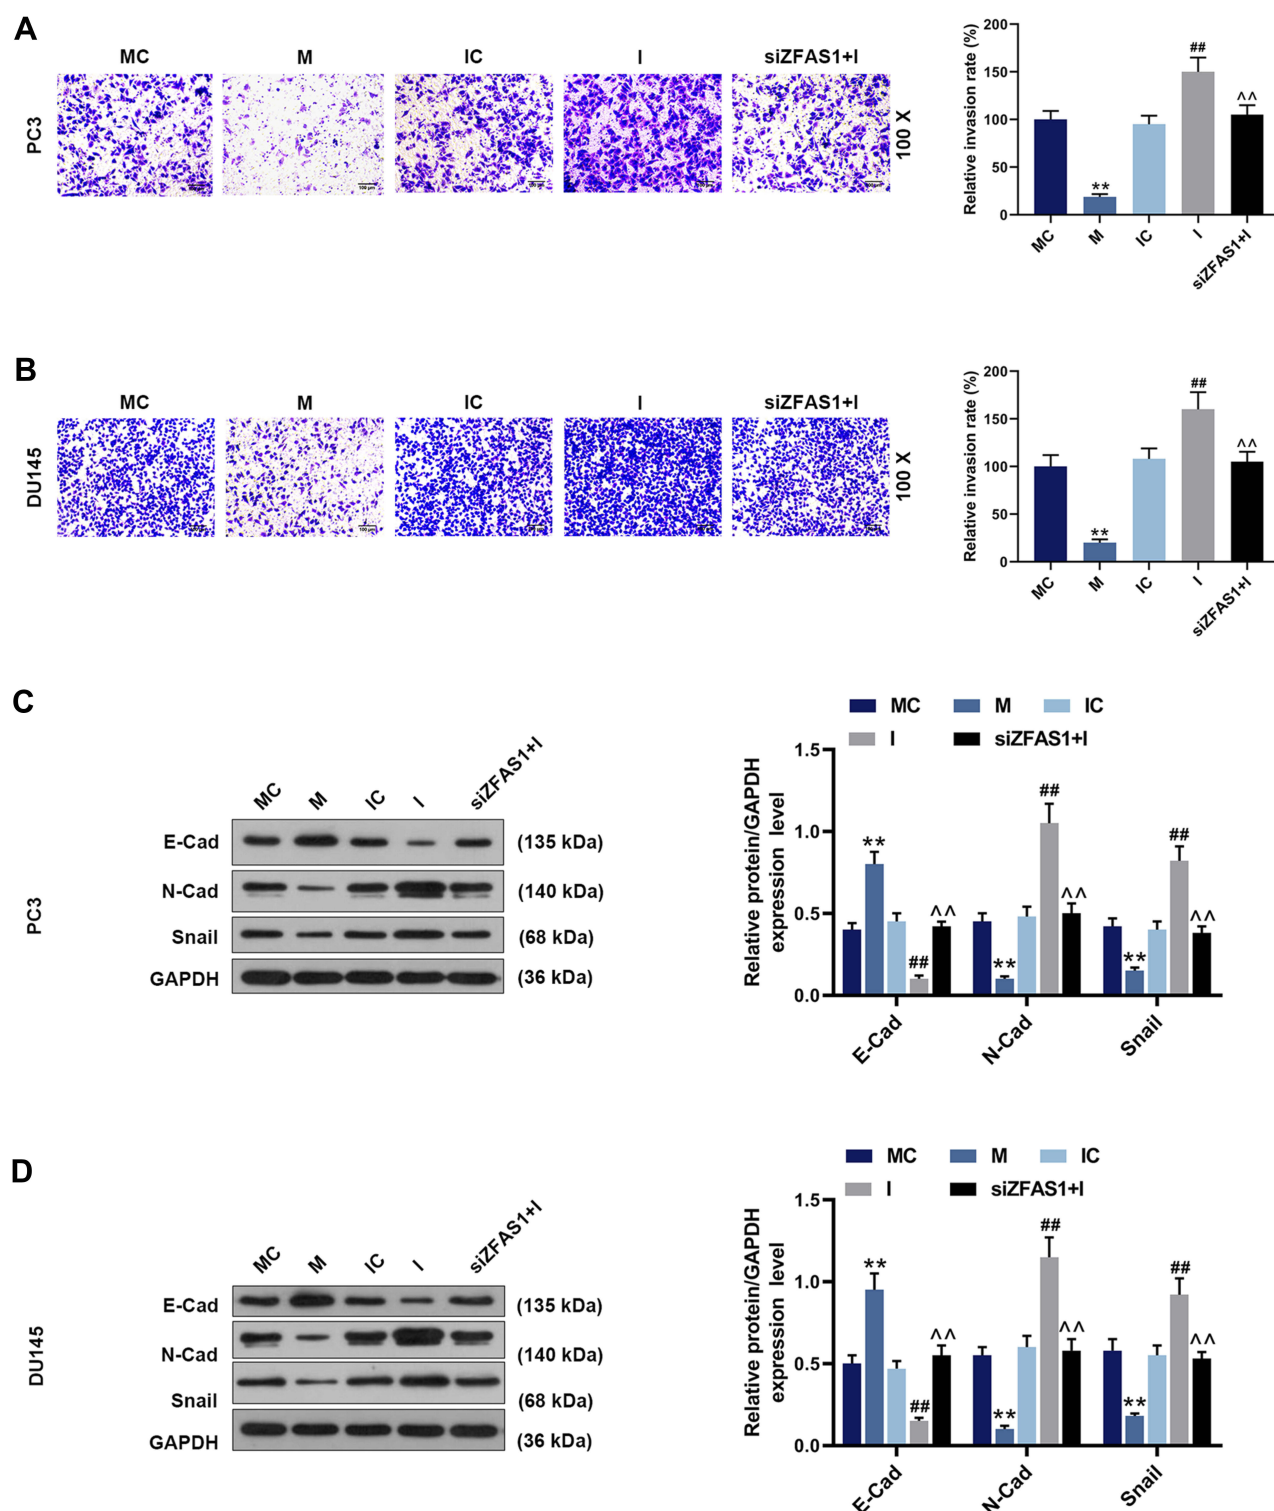 A
MC M IC I siZFAS1+I
PC3
100 X
100 μm
Relative invasion rate (%)
200
150
100
50
0
**
##
^^
MC M IC I siZFAS1+I
B
MC M IC I siZFAS1+I
DU145
100 X
100 μm
Relative invasion rate (%)
200
150
100
50
0
**
##
^^
MC M IC I siZFAS1+I
C
PC3
MC M IC I siZFAS1+I
E-Cad (135 kDa)
N-Cad (140 kDa)
Snail (68 kDa)
GAPDH (36 kDa)
MC M IC
I siZFAS1+I
Relative protein/GAPDH
expression level
1.5
1.0
0.5
0.0
** ## ^^
** ## ^^
** ## ^^
E-Cad N-Cad Snail
D
DU145
MC M IC I siZFAS1+I
E-Cad (135 kDa)
N-Cad (140 kDa)
Snail (68 kDa)
GAPDH (36 kDa)
MC M IC
I siZFAS1+I
Relative protein/GAPDH
expression level
1.5
1.0
0.5
0.0
** ## ^^
** ## ^^
** ## ^^
E-Cad N-Cad Snail